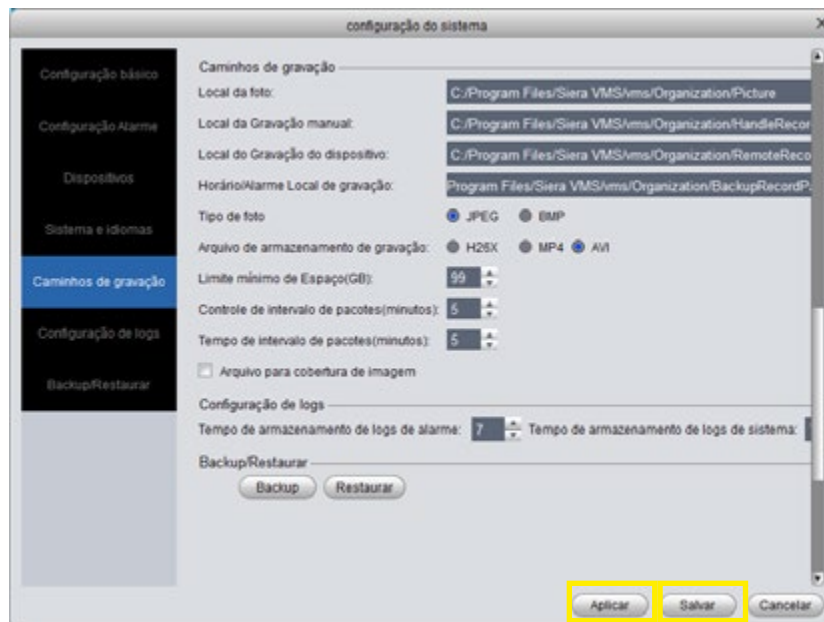 configuração do sistema
X
Configuração básico
Configuração Alarme
Dispositivos
Sistema e idiomas
Caminhos de gravação
Configuração de logs
Backup/Restaurar
Caminhos de gravação
Local da foto: C:/Program Files/Siera VMS/vms/Organization/Picture
Local da Gravação manual: C:/Program Files/Siera VMS/vms/Organization/HandleRecor
Local do Gravação do dispositivo: C:/Program Files/Siera VMS/vms/Organization/RemoteReco
Horário/Alarme Local de gravação: Program Files/Siera VMS/vms/Organization/BackupRecordP
Tipo de foto JPEG BMP
Arquivo de armazenamento de gravação: H26X MP4 AVI
Limite mínimo de Espaço(GB): 99
Controle de intervalo de pacotes(minutos): 5
Tempo de intervalo de pacotes(minutos): 5
Arquivo para cobertura de imagem
Configuração de logs
Tempo de armazenamento de logs de alarme: 7 Tempo de armazenamento de logs de sistema:
Backup/Restaurar
Backup Restaurar
Aplicar Salvar Cancelar